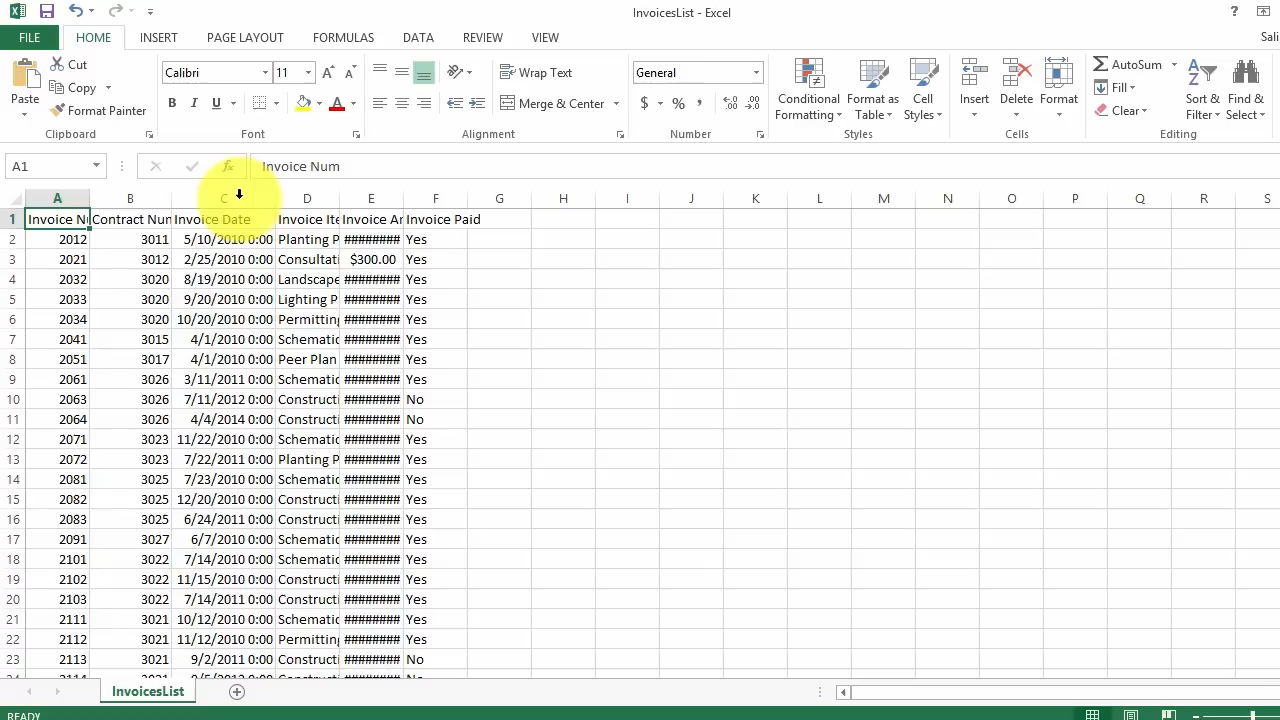 InvoicesList - Excel
?
FILE HOME INSERT PAGE LAYOUT FORMULAS DATA REVIEW VIEW Sali
Paste
Cut
Copy
Format Painter
Clipboard
Calibri 11
B I U
Font
Wrap Text
Merge & Center
Alignment
General
$ % ,
Number
Conditional Formatting
Format as Table
Cell Styles
Styles
Insert Delete Format
Cells
AutoSum
Fill
Clear
Sort & Filter
Find & Select
Editing
A1 fx Invoice Num
A B C D E F G H I J K L M N O P Q R S
1 Invoice Nu Contract Num Invoice Date Invoice Ite Invoice Am Invoice Paid
2 2012 3011 5/10/2010 0:00 Planting P ######## Yes
3 2021 3012 2/25/2010 0:00 Consultati $300.00 Yes
4 2032 3020 8/19/2010 0:00 Landscape ######## Yes
5 2033 3020 9/20/2010 0:00 Lighting P ######## Yes
6 2034 3020 10/20/2010 0:00 Permitting ######## Yes
7 2041 3015 4/1/2010 0:00 Schematic ######## Yes
8 2051 3017 4/1/2010 0:00 Peer Plan ######## Yes
9 2061 3026 3/11/2011 0:00 Schematic ######## Yes
10 2063 3026 7/11/2012 0:00 Constructi ######## No
11 2064 3026 4/4/2014 0:00 Constructi ######## No
12 2071 3023 11/22/2010 0:00 Schematic ######## Yes
13 2072 3023 7/22/2011 0:00 Planting P ######## Yes
14 2081 3025 7/23/2010 0:00 Schematic ######## Yes
15 2082 3025 12/20/2010 0:00 Constructi ######## Yes
16 2083 3025 6/24/2011 0:00 Constructi ######## Yes
17 2091 3027 6/7/2010 0:00 Schematic ######## Yes
18 2101 3022 7/14/2010 0:00 Schematic ######## Yes
19 2102 3022 11/15/2010 0:00 Constructi ######## Yes
20 2103 3022 7/14/2011 0:00 Constructi ######## Yes
21 2111 3021 10/12/2010 0:00 Schematic ######## Yes
22 2112 3021 11/12/2010 0:00 Permitting ######## Yes
23 2113 3021 9/2/2011 0:00 Constructi ######## No
InvoicesList
READY